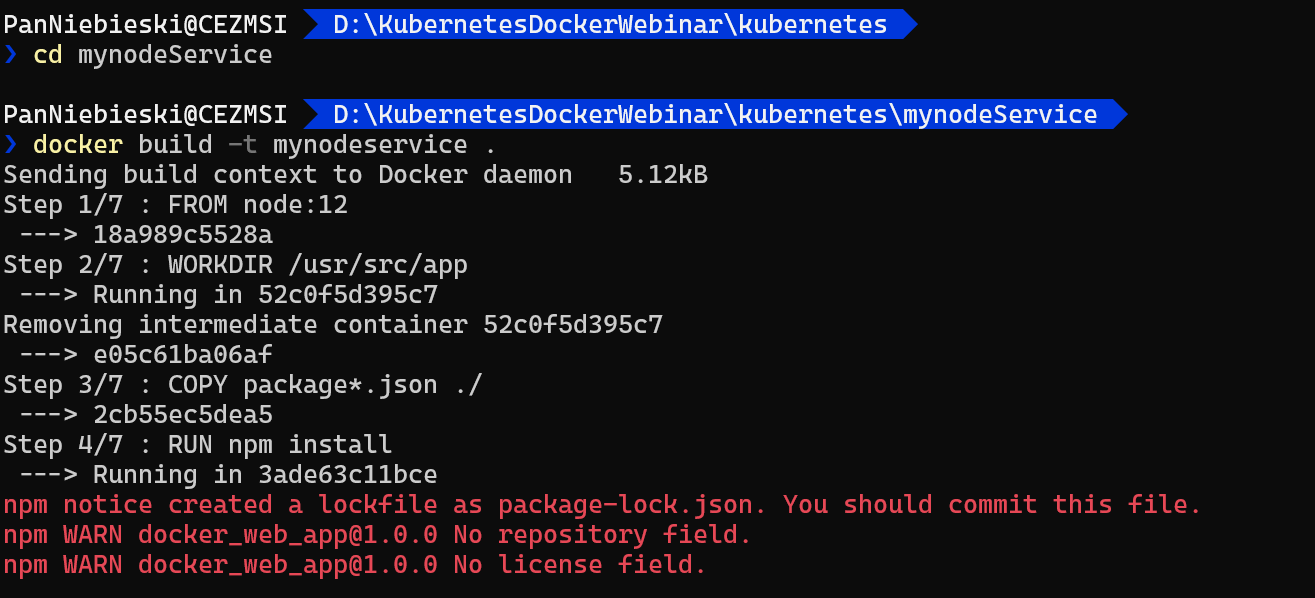 PanNiebieski@CEZMSI D:\KubernetesDockerWebinar\kubernetes
❯ cd mynodeService
PanNiebieski@CEZMSI D:\KubernetesDockerWebinar\kubernetes\mynodeService
❯ docker build -t mynodeservice .
Sending build context to Docker daemon   5.12kB
Step 1/7 : FROM node:12
 ---> 18a989c5528a
Step 2/7 : WORKDIR /usr/src/app
 ---> Running in 52c0f5d395c7
Removing intermediate container 52c0f5d395c7
 ---> e05c61ba06af
Step 3/7 : COPY package*.json ./
 ---> 2cb55ec5dea5
Step 4/7 : RUN npm install
 ---> Running in 3ade63c11bce
npm notice created a lockfile as package-lock.json. You should commit this file.
npm WARN docker_web_app@1.0.0 No repository field.
npm WARN docker_web_app@1.0.0 No license field.